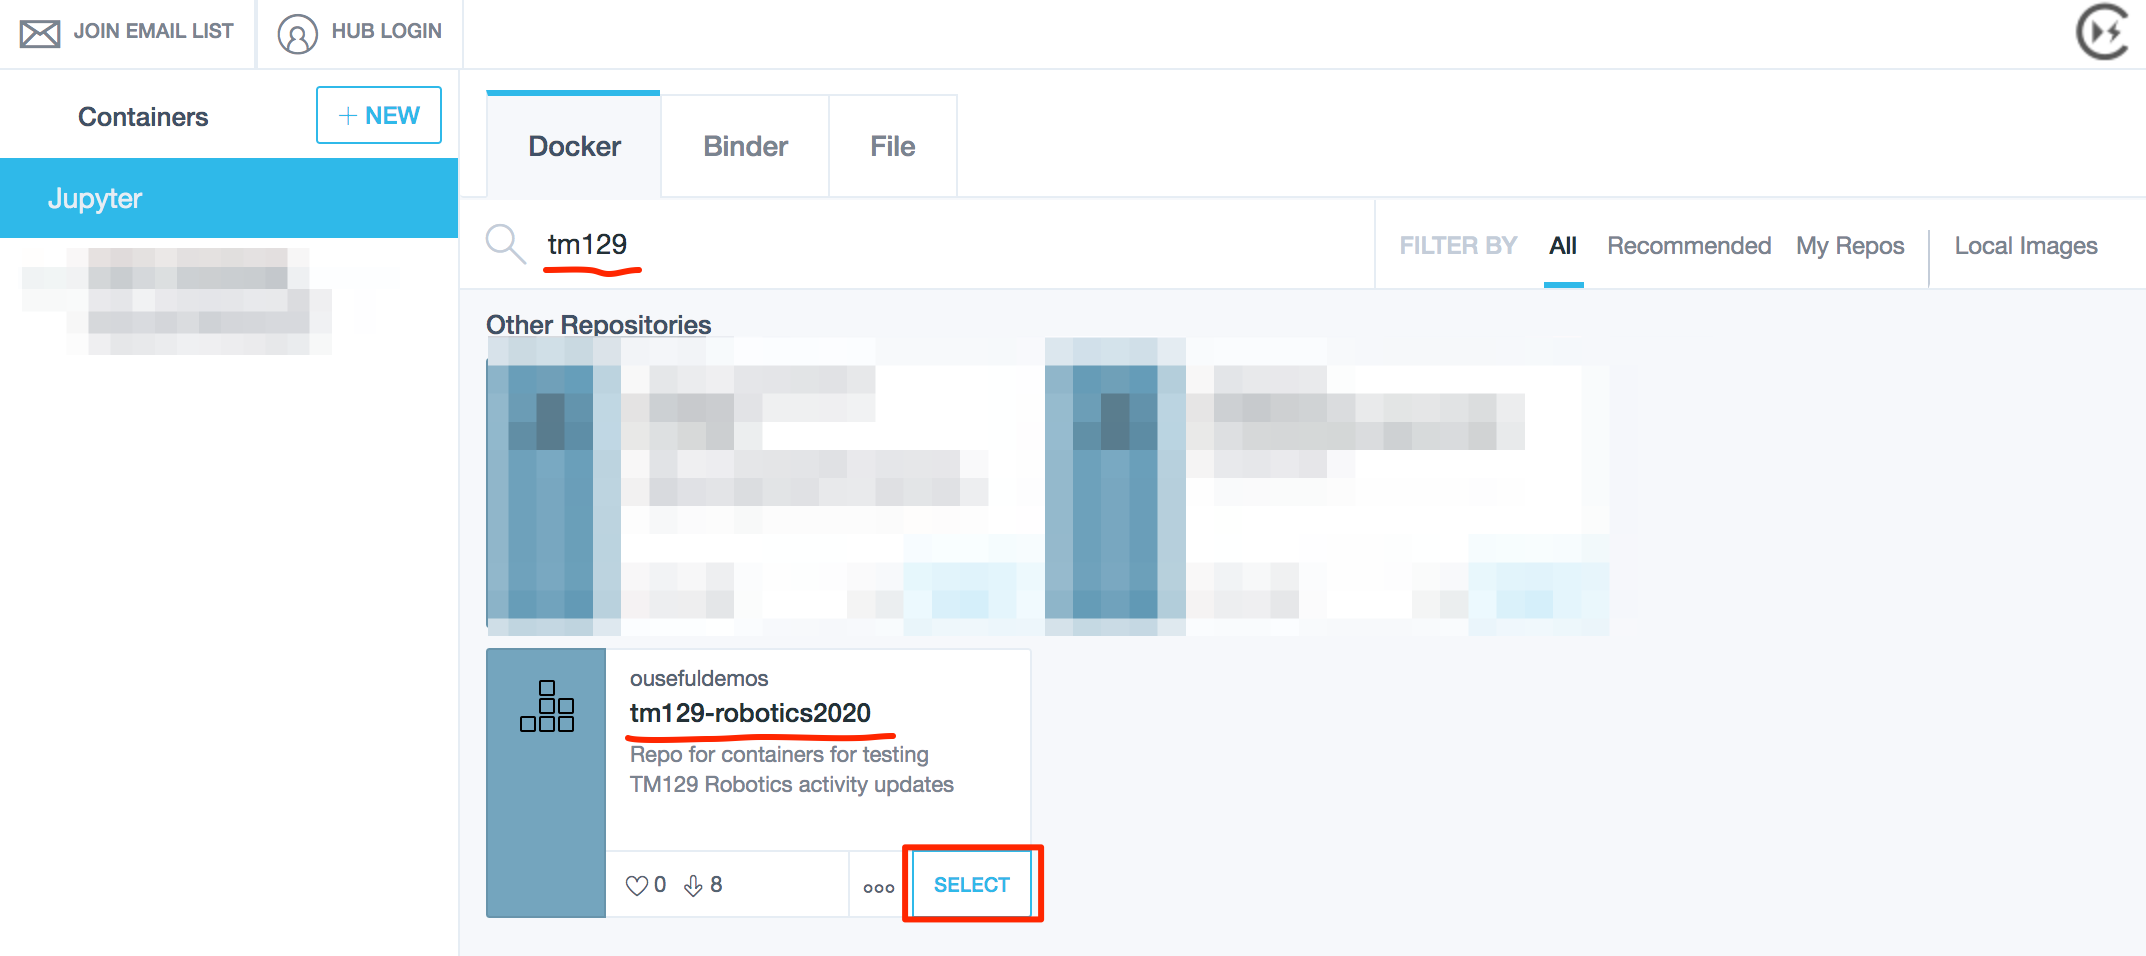 JOIN EMAIL LIST
HUB LOGIN
Containers
+ NEW
Jupyter
Docker
Binder
File
tm129
FILTER BY
All
Recommended
My Repos
Local Images
Other Repositories
ousefuldemos
tm129-robotics2020
Repo for containers for testing
TM129 Robotics activity updates
0
8
SELECT